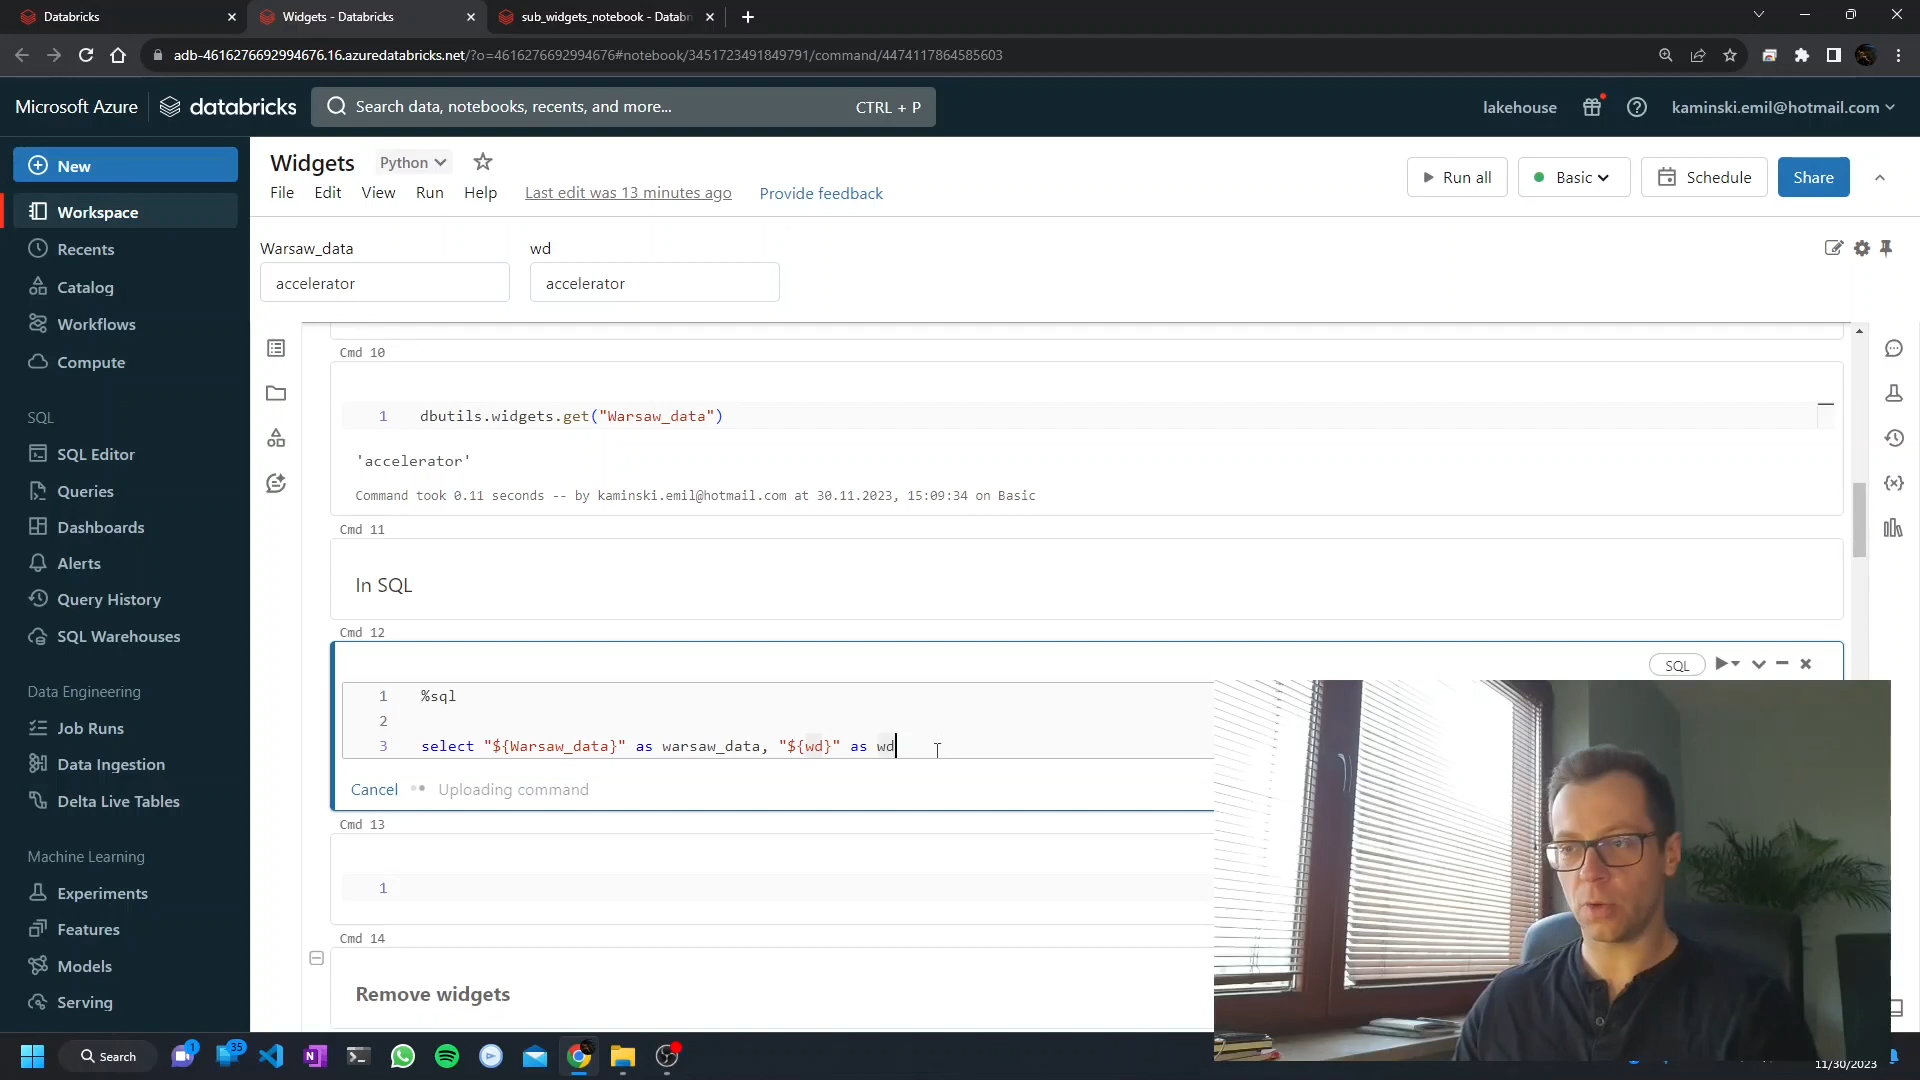 Databricks
Widgets - Databricks
sub_widgets_notebook - Datab
adb-4616276692994676.16.azuredatabricks.net/?o=4616276692994676#notebook/3451723491849791/command/4474117864585603
Microsoft Azure
databricks
Search data, notebooks, recents, and more...
CTRL + P
lakehouse
kaminski.emil@hotmail.com
New
Workspace
Recents
Catalog
Workflows
Compute
SQL
SQL Editor
Queries
Dashboards
Alerts
Query History
SQL Warehouses
Data Engineering
Job Runs
Data Ingestion
Delta Live Tables
Machine Learning
Experiments
Features
Models
Serving
Widgets
Python
File Edit View Run Help
Last edit was 13 minutes ago
Provide feedback
Run all
Basic
Schedule
Share
Warsaw_data
accelerator
wd
accelerator
Cmd 10
1 dbutils.widgets.get("Warsaw_data")
'accelerator'
Command took 0.11 seconds -- by kaminski.emil@hotmail.com at 30.11.2023, 15:09:34 on Basic
Cmd 11
In SQL
Cmd 12
SQL
1 %sql
2
3 select "${Warsaw_data}" as warsaw_data, "${wd}" as wd
Cancel
Uploading command
Cmd 13
1
Cmd 14
Remove widgets
Search
1
35
11/30/2023